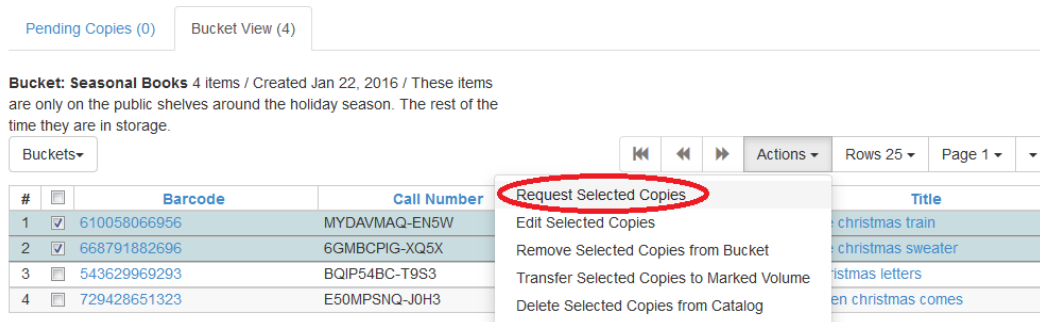 Pending Copies (0) Bucket View (4)
Bucket: Seasonal Books 4 items / Created Jan 22, 2016 / These items
are only on the public shelves around the holiday season. The rest of the
time they are in storage.
Buckets Actions Rows 25 Page 1
# Barcode Call Number Title
Request Selected Copies
1 610058066956 MYDAVMAQ-EN5W christmas train
Edit Selected Copies
2 668791882696 6GMBCPIG-XQ5X christmas sweater
Remove Selected Copies from Bucket
3 543629969293 BQIP54BC-T9S3 istmas letters
Transfer Selected Copies to Marked Volume
4 729428651323 E50MPSNQ-J0H3 en christmas comes
Delete Selected Copies from Catalog